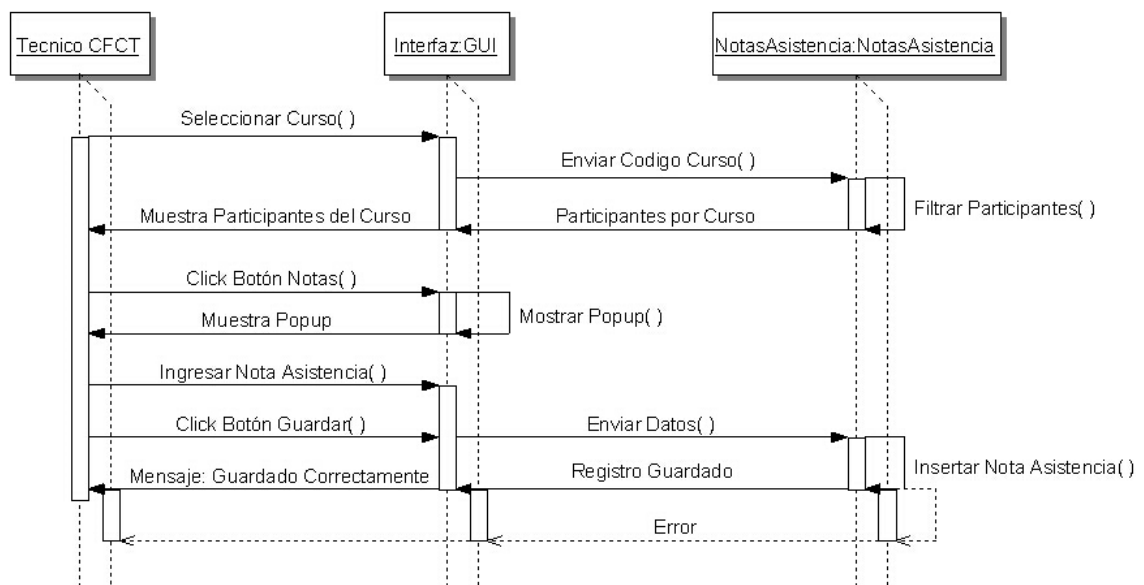 Tecnico CFCT
Interfaz:GUI
NotasAsistencia:NotasAsistencia
Seleccionar Curso( )
Enviar Codigo Curso( )
Filtrar Participantes( )
Muestra Participantes del Curso
Participantes por Curso
Click Botón Notas( )
Mostrar Popup( )
Muestra Popup
Ingresar Nota Asistencia( )
Click Botón Guardar( )
Enviar Datos( )
Insertar Nota Asistencia( )
Mensaje: Guardado Correctamente
Registro Guardado
Error